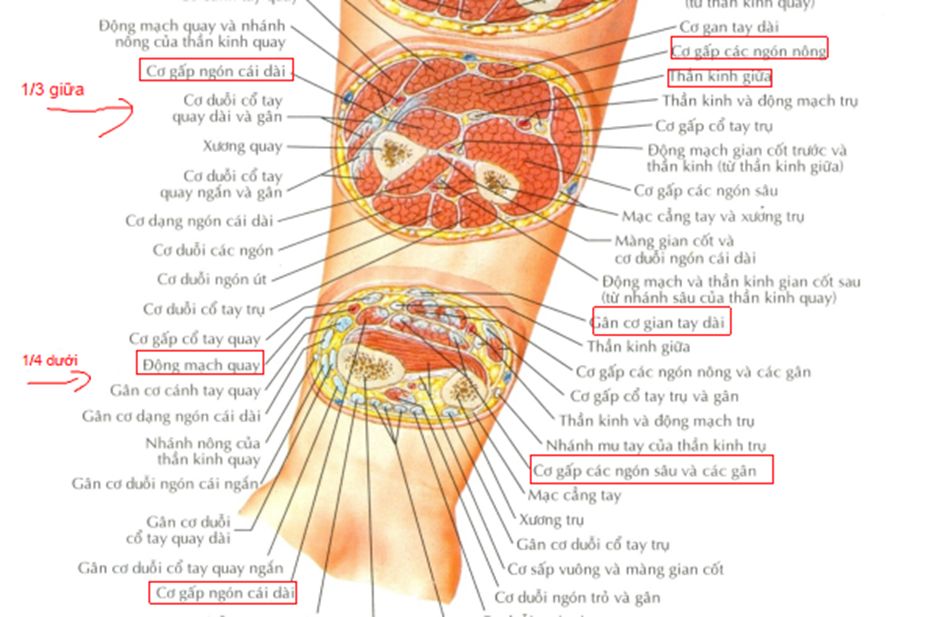 (từ thần kinh quay)
Động mạch quay và nhánh
nông của thần kinh quay
Cơ gấp ngón cái dài
1/3 giữa
Cơ duỗi cổ tay
quay dài và gân
Xương quay
Cơ duỗi cổ tay
quay ngắn và gân
Cơ dạng ngón cái dài
Cơ duỗi các ngón
Cơ duỗi ngón út
Cơ duỗi cổ tay trụ
Cơ gấp cổ tay quay
1/4 dưới
Động mạch quay
Gân cơ cánh tay quay
Gân cơ dạng ngón cái dài
Nhánh nông của
thần kinh quay
Gân cơ duỗi ngón cái ngắn
Gân cơ duỗi
cổ tay quay dài
Gân cơ duỗi cổ tay quay ngắn
Cơ gấp ngón cái dài
Cơ gan tay dài
Cơ gấp các ngón nông
Thần kinh giữa
Thần kinh và động mạch trụ
Cơ gấp cổ tay trụ
Động mạch gian cốt trước và
thần kinh (từ thần kinh giữa)
Cơ gấp các ngón sâu
Mạc cẳng tay và xương trụ
Màng gian cốt và
cơ duỗi ngón cái dài
Động mạch và thần kinh gian cốt sau
(từ nhánh sâu của thần kinh quay)
Gân cơ gian tay dài
Thần kinh giữa
Cơ gấp các ngón nông và các gân
Cơ gấp cổ tay trụ và gân
Thần kinh và động mạch trụ
Nhánh mu tay của thần kinh trụ
Cơ gấp các ngón sâu và các gân
Mạc cẳng tay
Xương trụ
Gân cơ duỗi cổ tay trụ
Cơ sấp vuông và màng gian cốt
Cơ duỗi ngón trỏ và gân